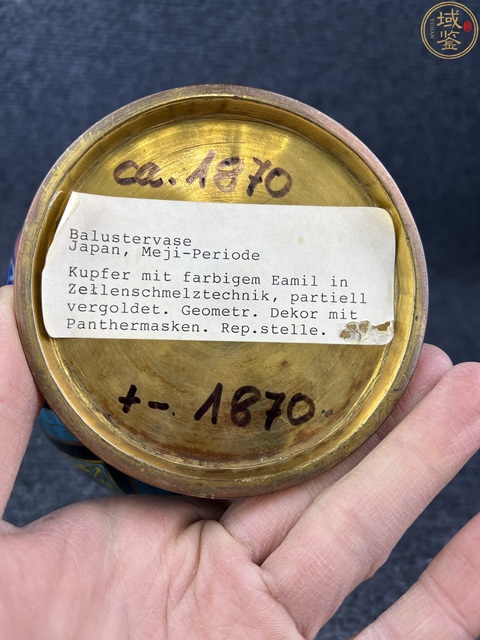 域鉴
YUJIAN
ca. 1870
Balustervase
Japan, Meji-Periode
Kupfer mit farbigem Eamil in
Zellenschmelztechnik, partiell
vergoldet. Geometr. Dekor mit
Panthermasken. Rep.stelle.
+-. 1870.